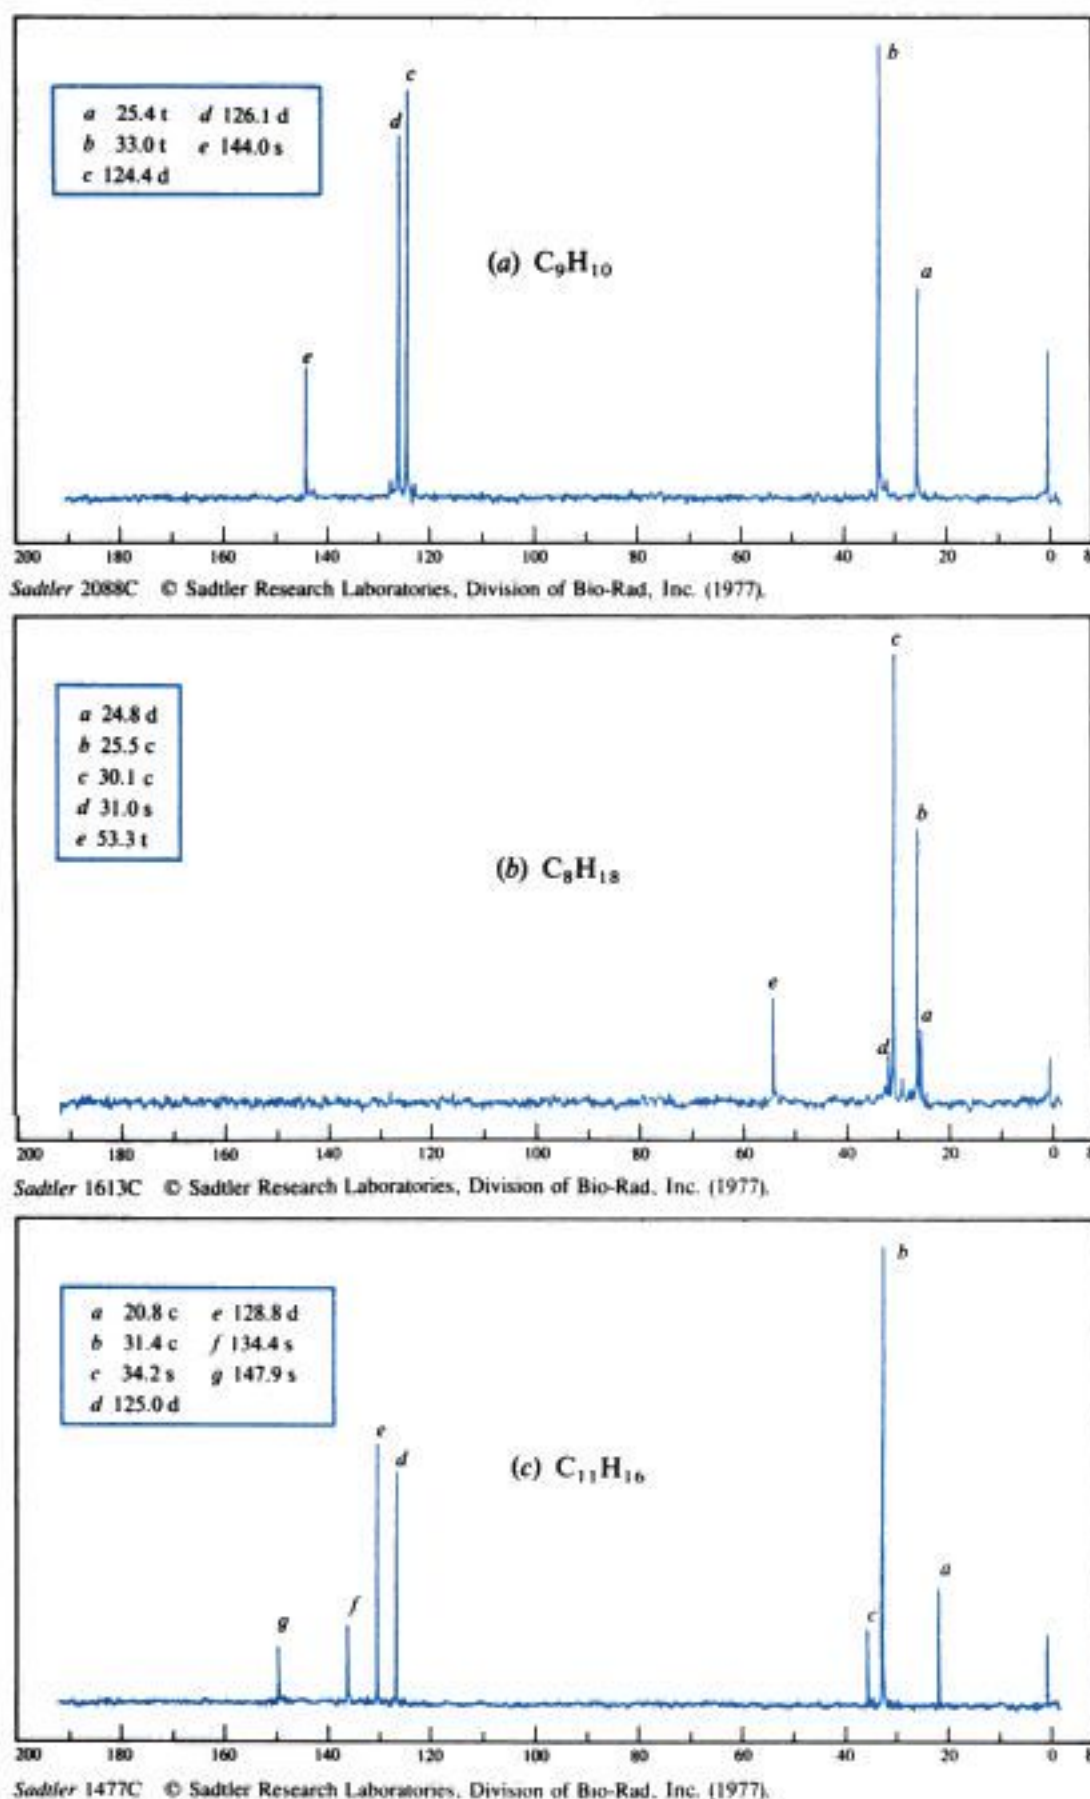 a 25.4 t d 126.1 d
b 33.0 t e 144.0 s
c 124.4 d
e
d
c
b
a
(a) C₉H₁₀
200 160 140 120 100 80 60 40 20 0 8
Sadtler 2088C © Sadtler Research Laboratories, Division of Bio-Rad, Inc. (1977).
a 24.8 d
b 25.5 c
c 30.1 c
d 31.0 s
e 53.3 t
e
d
c
b
a
(b) C₈H₁₈
200 180 160 140 120 100 80 60 40 20 0
Sadtler 1613C © Sadtler Research Laboratories, Division of Bio-Rad, Inc. (1977).
a 20.8 c e 128.8 d
b 31.4 c f 134.4 s
c 34.2 s g 147.9 s
d 125.0 d
g
f
e
d
c
b
a
(c) C₁₁H₁₆
200 180 160 140 120 100 80 60 40 20 0 8
Sadtler 1477C © Sadtler Research Laboratories, Division of Bio-Rad, Inc. (1977).